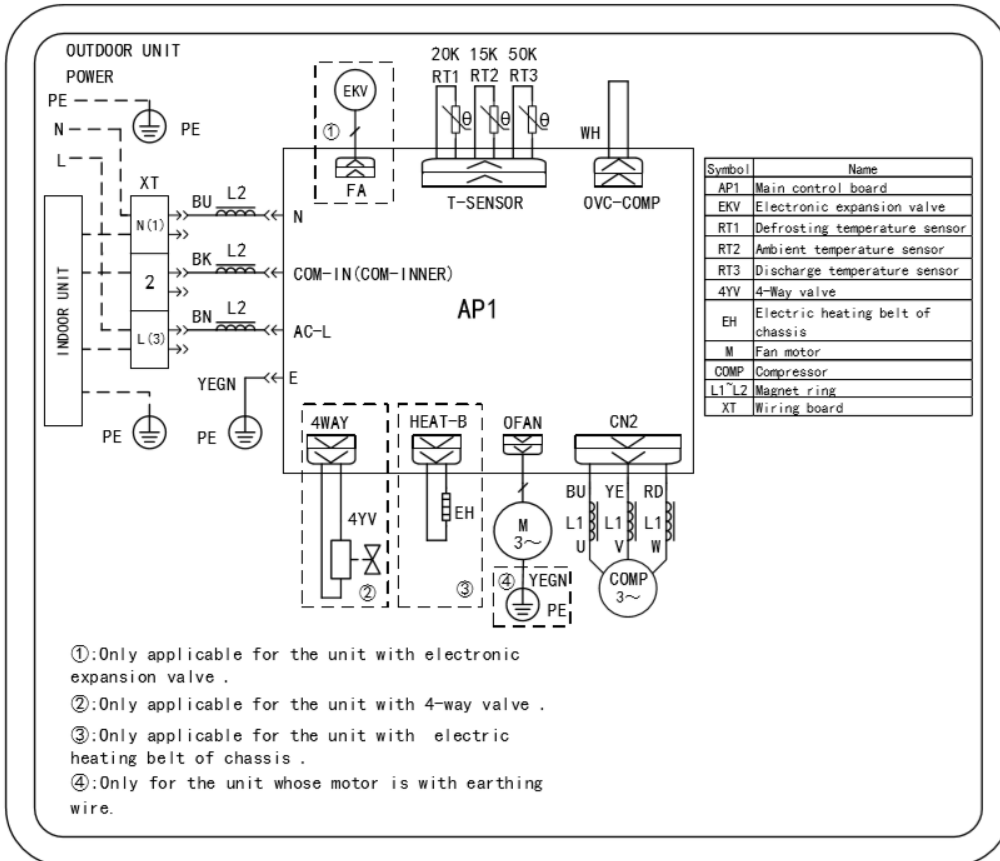 OUTDOOR UNIT
POWER
PE
N
L
PE
XT
N(1)
2
L(3)
INDOOR UNIT
PE
BU L2
BK L2
BN L2
YEGN
PE
N
COM-IN(COM-INNER)
AC-L
E
AP1
EKV
①
FA
20K 15K 50K
RT1 RT2 RT3
θ θ θ
T-SENSOR
WH
OVC-COMP
4WAY
4YV
②
HEAT-B
EH
③
OFAN
M
3~
④ YEGN
PE
CN2
BU YE RD
L1 L1 L1
U V W
COMP
3~
Symbol Name
AP1 Main control board
EKV Electronic expansion valve
RT1 Defrosting temperature sensor
RT2 Ambient temperature sensor
RT3 Discharge temperature sensor
4YV 4-Way valve
EH Electric heating belt of
chassis
M Fan motor
COMP Compressor
L1~L2 Magnet ring
XT Wiring board
①:Only applicable for the unit with electronic
expansion valve .
②:Only applicable for the unit with 4-way valve .
③:Only applicable for the unit with electric
heating belt of chassis .
④:Only for the unit whose motor is with earthing
wire.